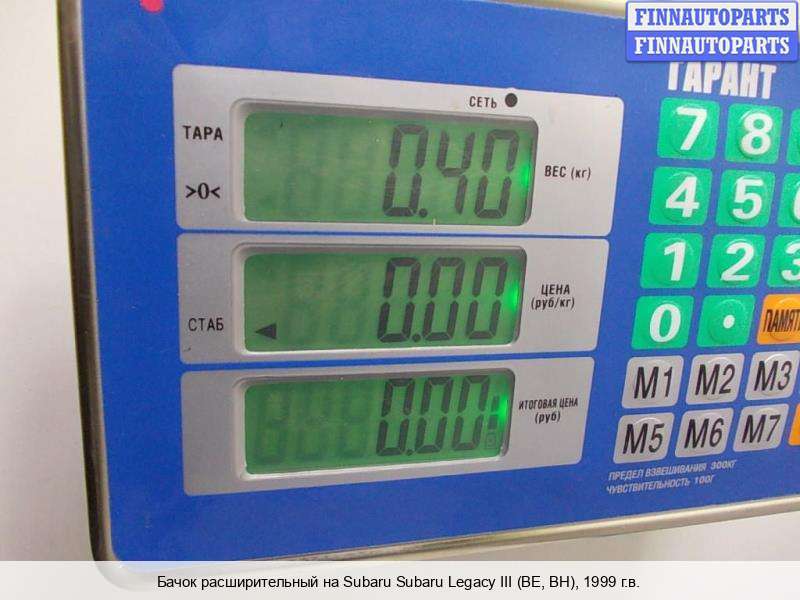 FINNAUTOPARTS
FINNAUTOPARTS
ГАРАНТ
СЕТЬ
ТАРА
>0<
0.40
ВЕС (кг)
7 8
4 5
1 2 3
0 .
СТАБ
0.00
ЦЕНА
(руб/кг)
0.00
ИТОГОВАЯ ЦЕНА
(руб)
M1 M2 M3
M5 M6 M7
ПРЕДЕЛ ВЗВЕШИВАНИЯ 300КГ
ЧУВСТВИТЕЛЬНОСТЬ 100Г
Бачок расширительный на Subaru Subaru Legacy III (BE, BH), 1999 г.в.